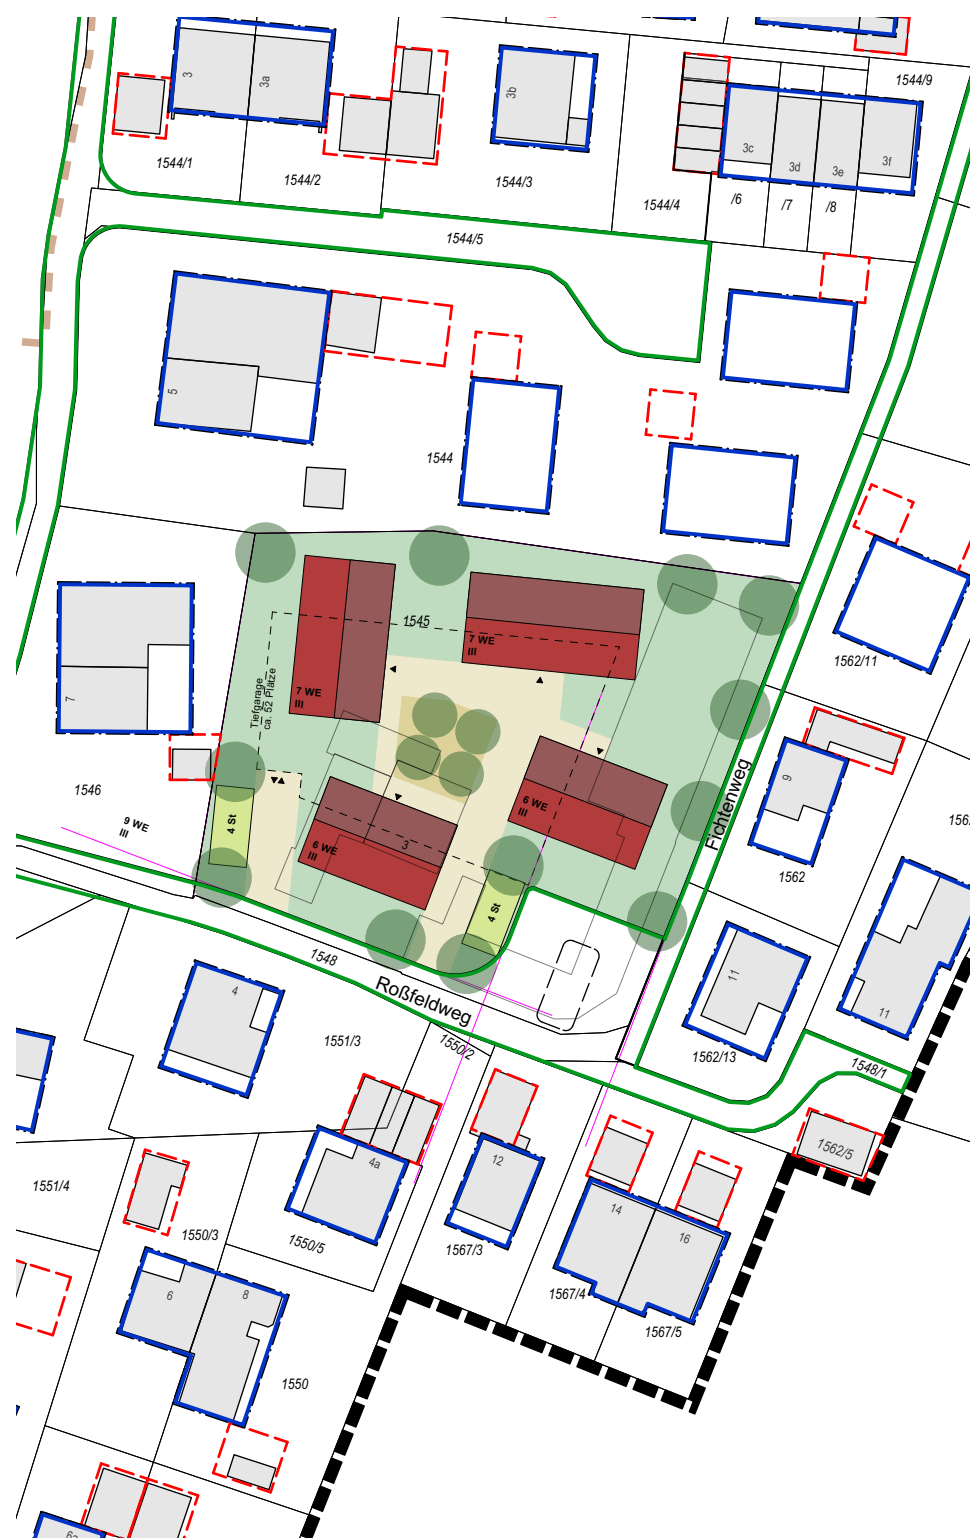 3
3a
3b
3c
3d
3e
3f
1544/9
1544/1
1544/2
1544/3
1544/4
/6
/7
/8
1544/5
5
1544
1545
7 WE
III
7 WE
III
Tiefgarage
ca. 52 Plätze
7
1562/11
1546
9 WE
III
4 St
6 WE
III
3
6 WE
III
4 St
Fichtenweg
9
1562
1548
Roßfeldweg
4
11
11
1551/3
1550/2
1562/13
1548/1
1562/5
4a
12
14
16
1551/4
1550/3
1550/5
1567/3
1567/4
1567/5
6
8
1550